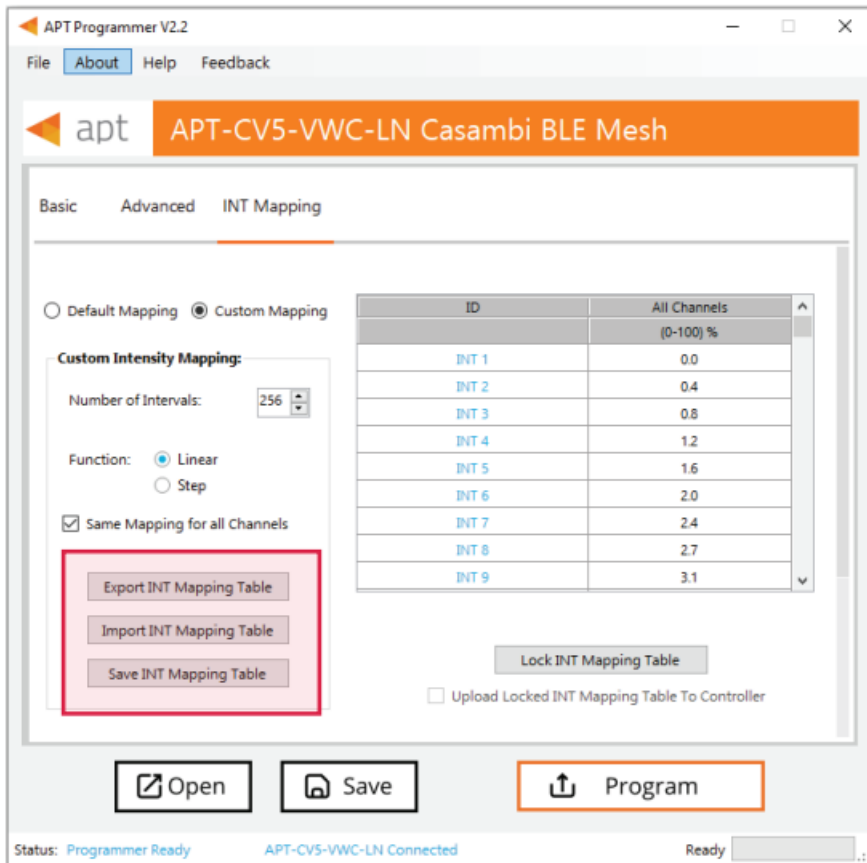 APT Programmer V2.2
File About Help Feedback
apt APT-CV5-VWC-LN Casambi BLE Mesh
Basic Advanced INT Mapping
Default Mapping Custom Mapping
Custom Intensity Mapping:
Number of Intervals: 256
Function: Linear
Step
Same Mapping for all Channels
Export INT Mapping Table
Import INT Mapping Table
Save INT Mapping Table
ID All Channels
(0-100) %
INT 1 0.0
INT 2 0.4
INT 3 0.8
INT 4 1.2
INT 5 1.6
INT 6 2.0
INT 7 2.4
INT 8 2.7
INT 9 3.1
Lock INT Mapping Table
Upload Locked INT Mapping Table To Controller
Open Save Program
Status: Programmer Ready APT-CV5-VWC-LN Connected Ready